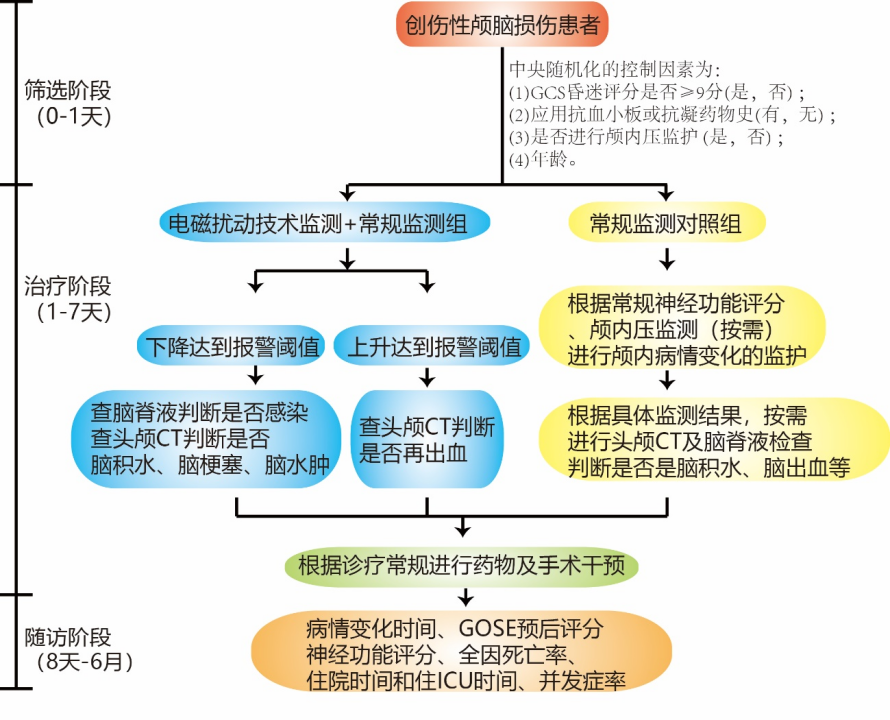 创伤性颅脑损伤患者
中央随机化的控制因素为：
(1)GCS昏迷评分是否≥9分(是，否)；
(2)应用抗血小板或抗凝药物史(有，无)；
(3)是否进行颅内压监护 (是，否)；
(4)年龄。
筛选阶段
(0-1天)
电磁扰动技术监测+常规监测组
常规监测对照组
治疗阶段
(1-7天)
下降达到报警阈值
上升达到报警阈值
根据常规神经功能评分
、颅内压监测（按需）
进行颅内病情变化的监护
查脑脊液判断是否感染
查头颅CT判断是否
脑积水、脑梗塞、脑水肿
查头颅CT判断
是否再出血
根据具体监测结果，按需
进行头颅CT及脑脊液检查
判断是否是脑积水、脑出血等
根据诊疗常规进行药物及手术干预
随访阶段
(8天-6月)
病情变化时间、GOSE预后评分
神经功能评分、全因死亡率、
住院时间和住ICU时间、并发症率